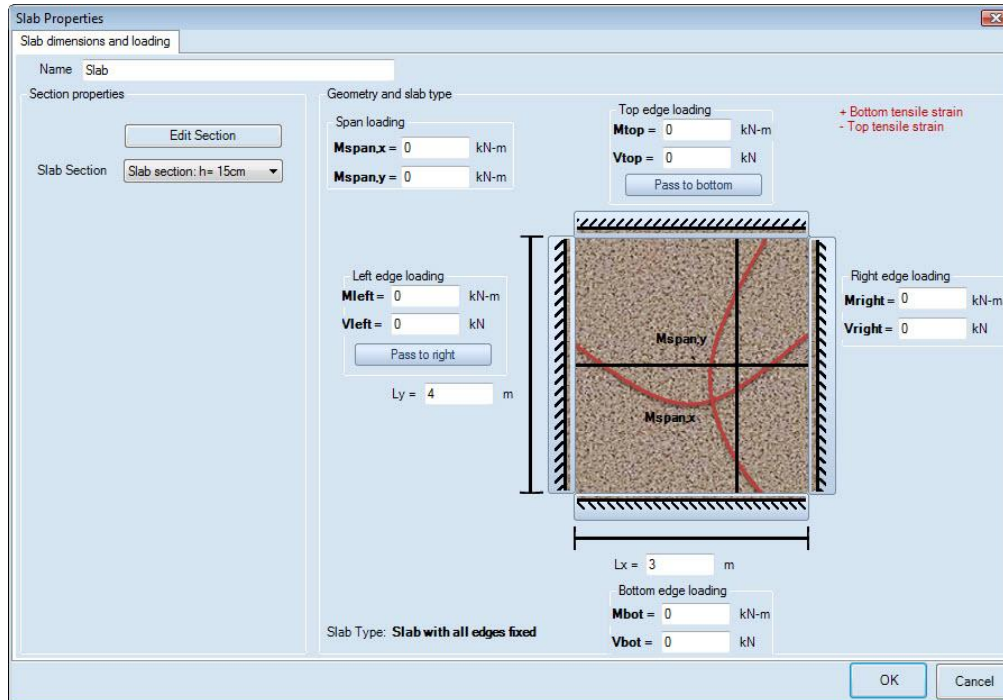 Slab Properties
Slab dimensions and loading
Name Slab
Section properties
Edit Section
Slab Section Slab section: h= 15cm
Geometry and slab type
Span loading
Mspan,x = 0 kN-m
Mspan,y = 0 kN-m
Top edge loading
Mtop = 0 kN-m
Vtop = 0 kN
Pass to bottom
+ Bottom tensile strain
- Top tensile strain
Left edge loading
Mleft = 0 kN-m
Vleft = 0 kN
Pass to right
Ly = 4 m
Mspan,y
Mspan,x
Right edge loading
Mright = 0 kN-m
Vright = 0 kN
Lx = 3 m
Bottom edge loading
Mbot = 0 kN-m
Vbot = 0 kN
Slab Type: Slab with all edges fixed
OK
Cancel